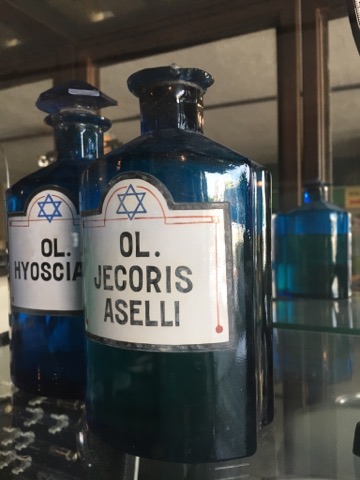 OL.
HYOSCIA
OL.
JECORIS
ASELLI